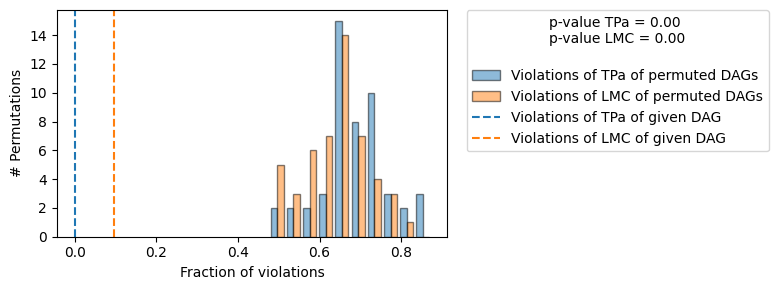 # Permutations
14
12
10
8
6
4
2
0
0.0 0.2 0.4 0.6 0.8
Fraction of violations
p-value TPa = 0.00
p-value LMC = 0.00
Violations of TPa of permuted DAGs
Violations of LMC of permuted DAGs
Violations of TPa of given DAG
Violations of LMC of given DAG